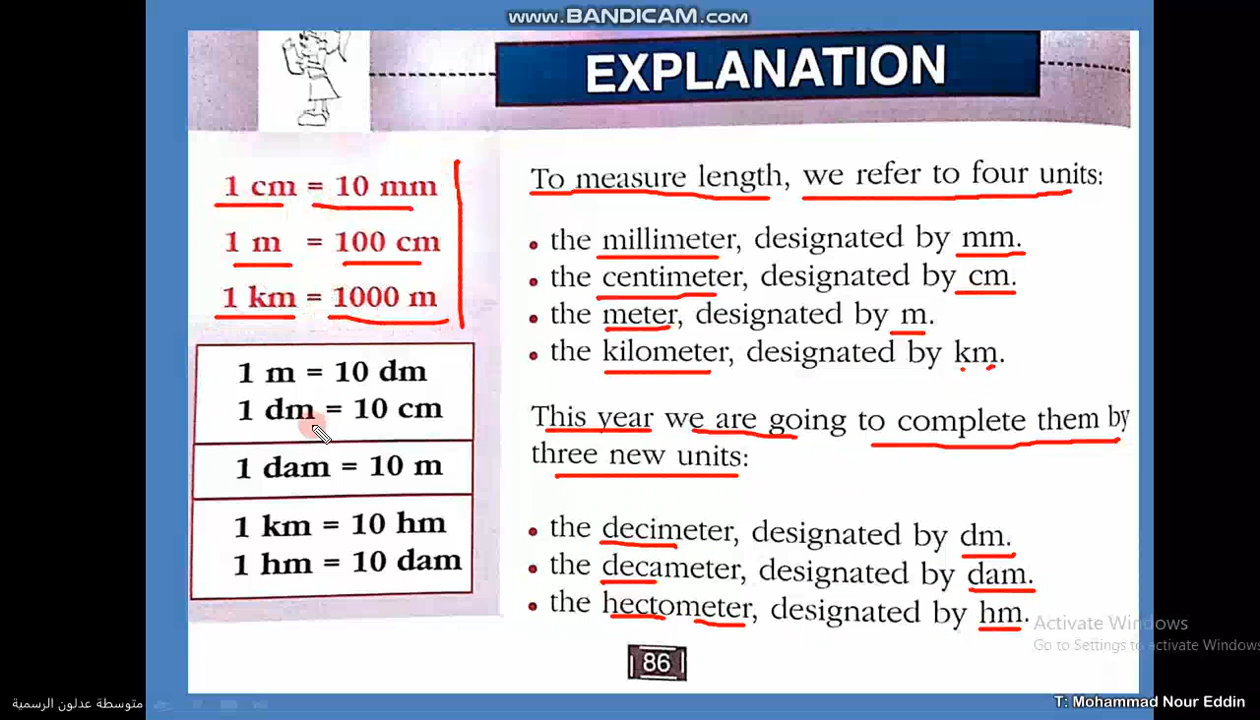 www.BANDICAM.com
EXPLANATION
1 cm = 10 mm
1 m = 100 cm
1 km = 1000 m
1 m = 10 dm
1 dm = 10 cm
1 dam = 10 m
1 km = 10 hm
1 hm = 10 dam
To measure length, we refer to four units:
• the millimeter, designated by mm.
• the centimeter, designated by cm.
• the meter, designated by m.
• the kilometer, designated by km.
This year we are going to complete them by
three new units:
• the decimeter, designated by dm.
• the decameter, designated by dam.
• the hectometer, designated by hm.
86
Activate Windows
Go to Settings to activate Windows
متوسطة عدلون الرسمية
T: Mohammad Nour Eddin